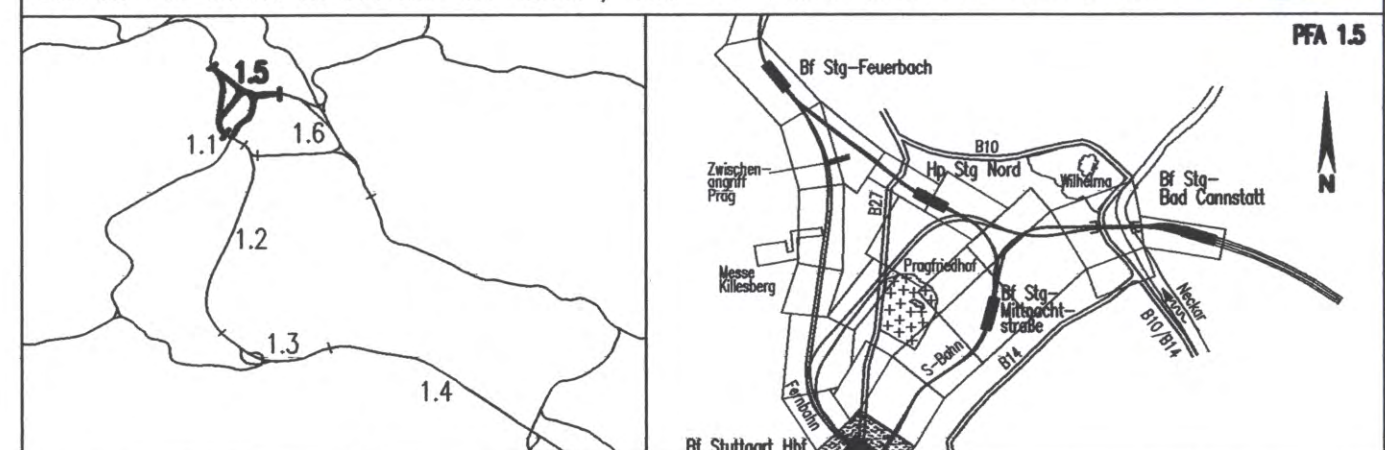 1.5
1.1
1.6
1.2
1.3
1.4
PFA 1.5
Bf Stg-Feuerbach
N
B10
Zwischen-
angriff
Prag
Hp Stg Nord
Wilhelma
Bf Stg-
Bad Cannstatt
B27
Messe
Killesberg
Pragfriedhof
Bf Stg-
Mittnacht-
straße
Neckar
B10/B14
S-Bahn
B14
Fernbahn
Bf Stuttgart Hbf